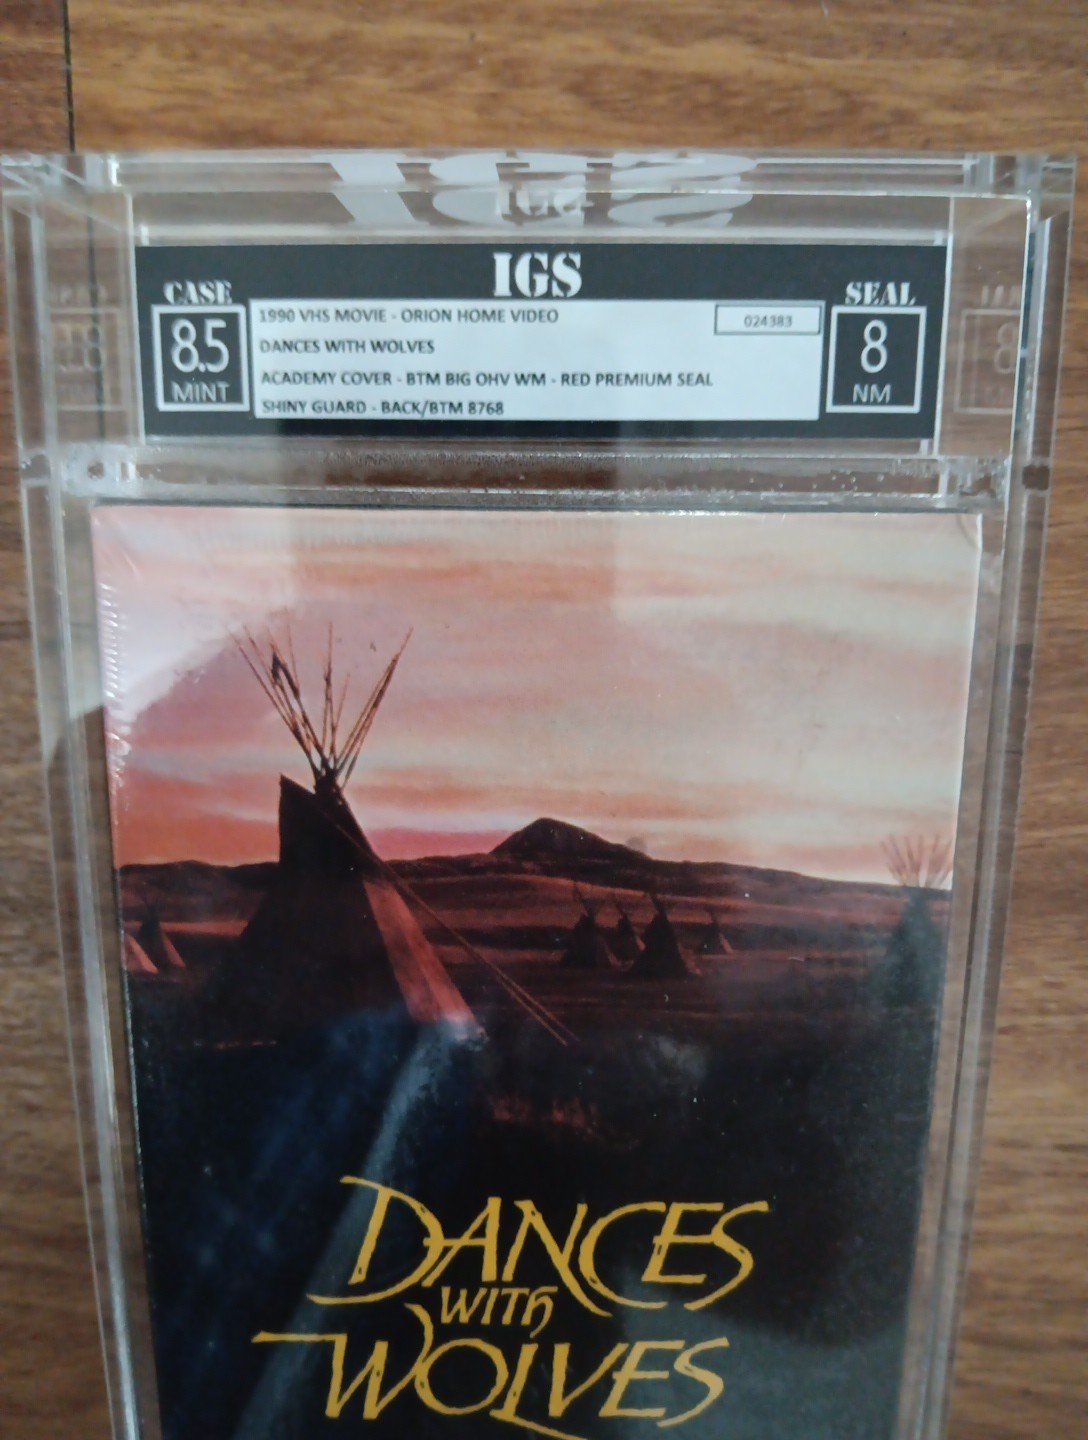 IGS
IGS
CASE
8.5
MINT
1990 VHS MOVIE - ORION HOME VIDEO
024383
DANCES WITH WOLVES
ACADEMY COVER - BTM BIG OHV WM - RED PREMIUM SEAL
SHINY GUARD - BACK/BTM 8768
SEAL
8
NM
DANCES
WITH
WOLVES